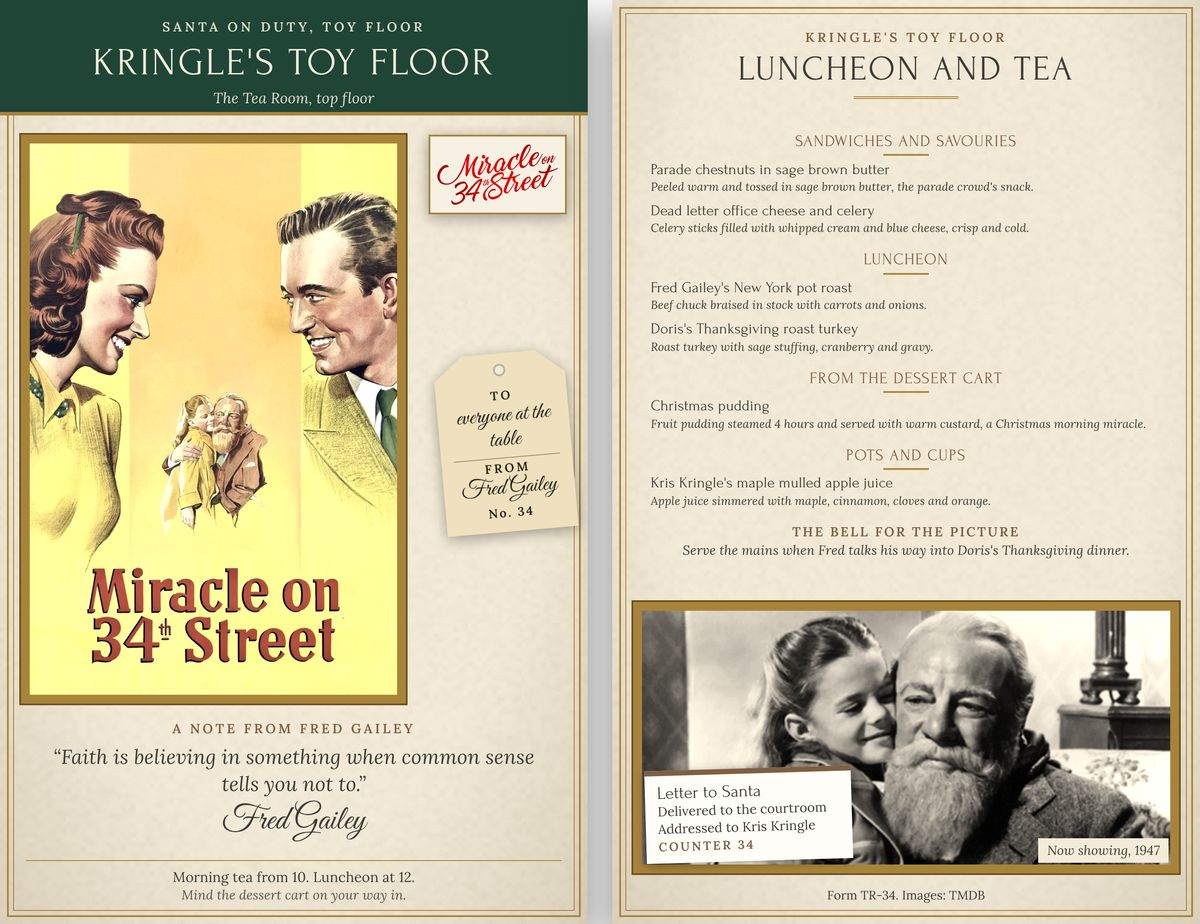 SANTA ON DUTY, TOY FLOOR
KRINGLE'S TOY FLOOR
The Tea Room, top floor
Miracle on
34th Street
TO
everyone at the
table
FROM
Fred Gailey
No. 34
Miracle on
34th Street
A NOTE FROM FRED GAILEY
“Faith is believing in something when common sense
tells you not to.”
Fred Gailey
Morning tea from 10. Luncheon at 12.
Mind the dessert cart on your way in.
KRINGLE'S TOY FLOOR
LUNCHEON AND TEA
SANDWICHES AND SAVOURIES
Parade chestnuts in sage brown butter
Peeled warm and tossed in sage brown butter, the parade crowd's snack.
Dead letter office cheese and celery
Celery sticks filled with whipped cream and blue cheese, crisp and cold.
LUNCHEON
Fred Gailey's New York pot roast
Beef chuck braised in stock with carrots and onions.
Doris's Thanksgiving roast turkey
Roast turkey with sage stuffing, cranberry and gravy.
FROM THE DESSERT CART
Christmas pudding
Fruit pudding steamed 4 hours and served with warm custard, a Christmas morning miracle.
POTS AND CUPS
Kris Kringle's maple mulled apple juice
Apple juice simmered with maple, cinnamon, cloves and orange.
THE BELL FOR THE PICTURE
Serve the mains when Fred talks his way into Doris's Thanksgiving dinner.
Letter to Santa
Delivered to the courtroom
Addressed to Kris Kringle
COUNTER 34
Now showing, 1947
Form TR-34. Images: TMDB